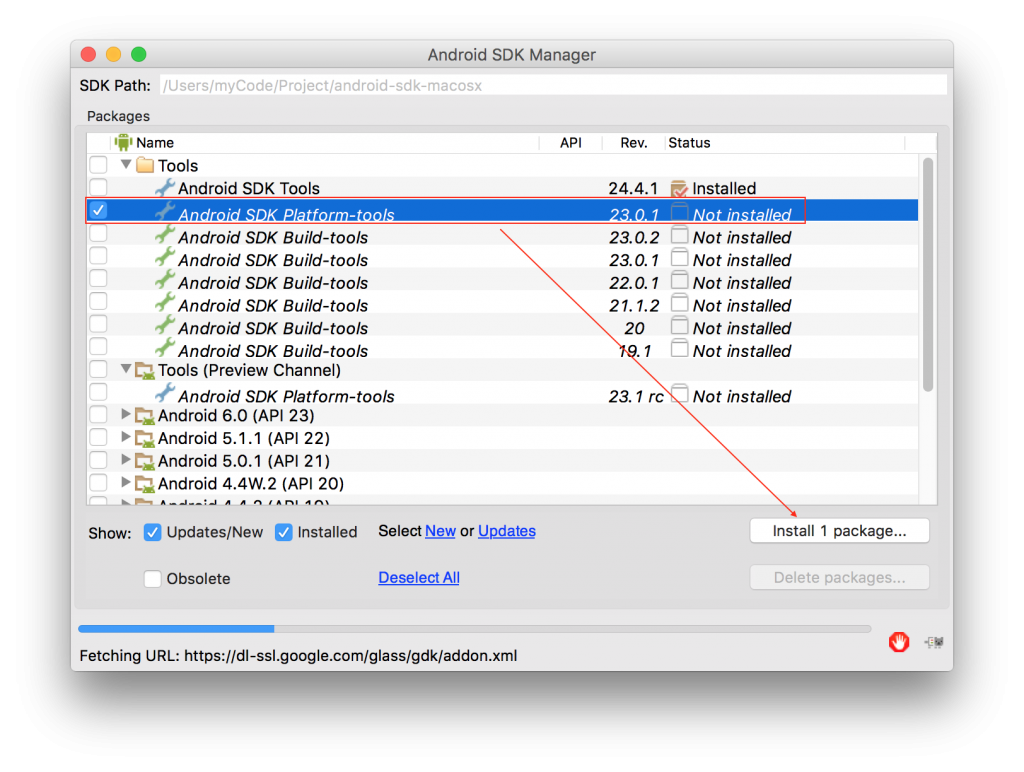 Android SDK Manager
SDK Path: /Users/myCode/Project/android-sdk-macosx
Packages
Name API Rev. Status
Tools
Android SDK Tools 24.4.1 Installed
Android SDK Platform-tools 23.0.1 Not installed
Android SDK Build-tools 23.0.2 Not installed
Android SDK Build-tools 23.0.1 Not installed
Android SDK Build-tools 22.0.1 Not installed
Android SDK Build-tools 21.1.2 Not installed
Android SDK Build-tools 20 Not installed
Android SDK Build-tools 19.1 Not installed
Tools (Preview Channel)
Android SDK Platform-tools 23.1 rc Not installed
Android 6.0 (API 23)
Android 5.1.1 (API 22)
Android 5.0.1 (API 21)
Android 4.4W.2 (API 20)
Android 4.4.2 (API 19)
Show: Updates/New Installed Select New or Updates Install 1 package...
Obsolete Deselect All Delete packages...
Fetching URL: https://dl-ssl.google.com/glass/gdk/addon.xml